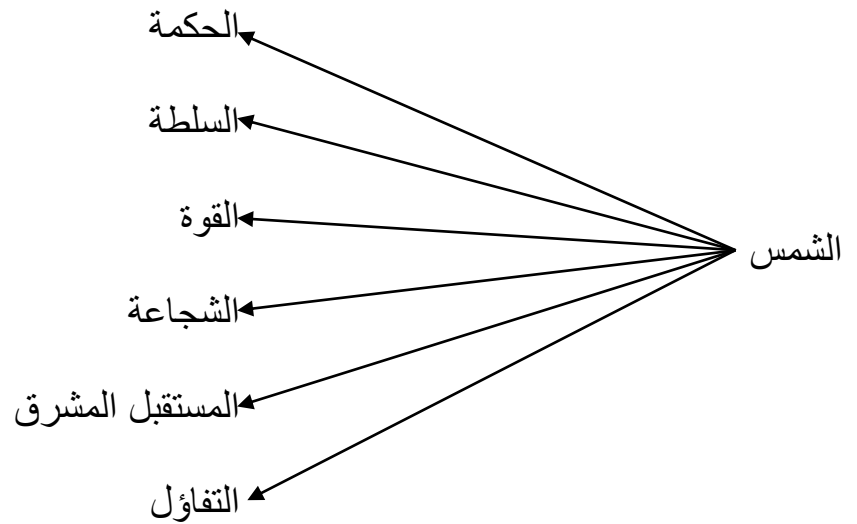 الحكمة
السلطة
القوة
الشمس
الشجاعة
المستقبل المشرق
التفاؤل